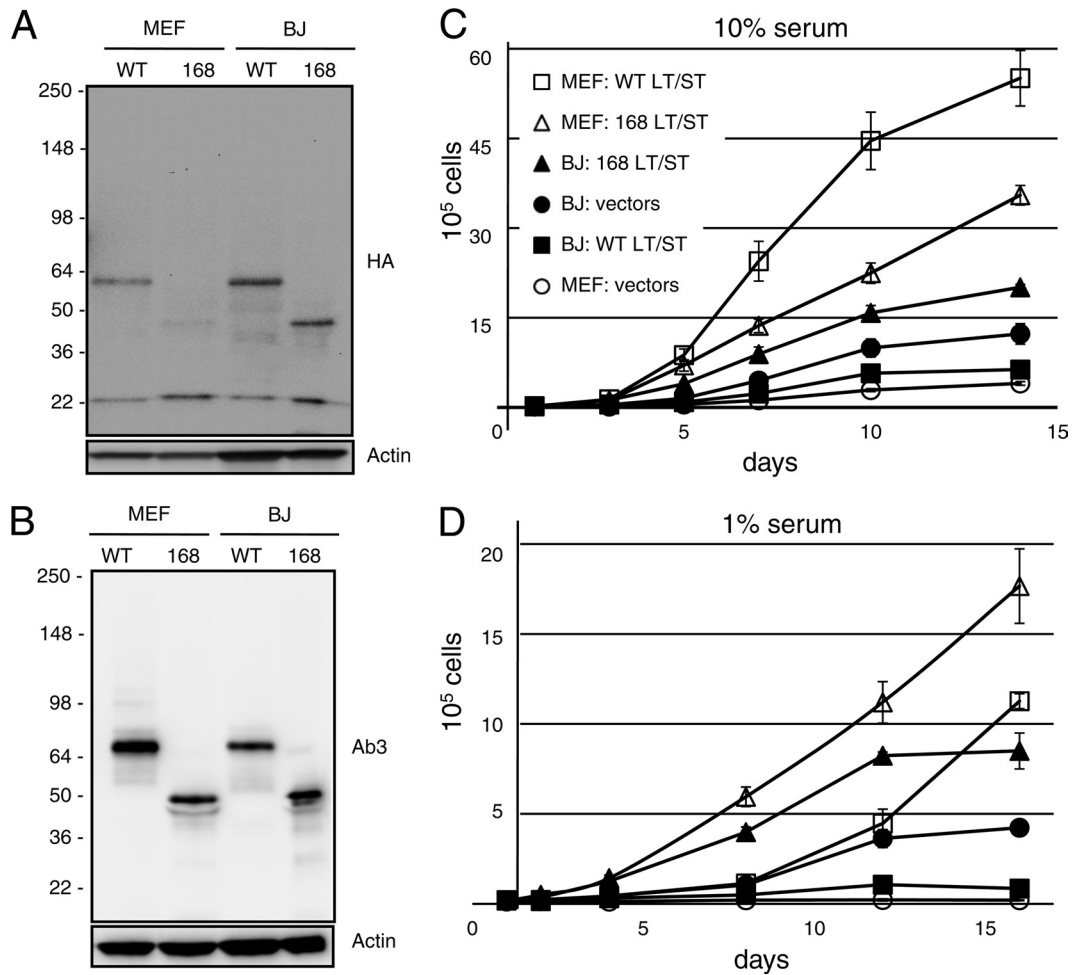 A
MEF BJ
WT 168 WT 168
250 -
148 -
98 -
64 -
50 -
36 -
22 -
HA
Actin
B
MEF BJ
WT 168 WT 168
250 -
148 -
98 -
64 -
50 -
36 -
22 -
Ab3
Actin
C
10% serum
60
45
30
15
10⁵ cells
MEF: WT LT/ST
MEF: 168 LT/ST
BJ: 168 LT/ST
BJ: vectors
BJ: WT LT/ST
MEF: vectors
0 5 10 15
days
D
1% serum
20
15
10
5
10⁵ cells
0 5 10 15
days